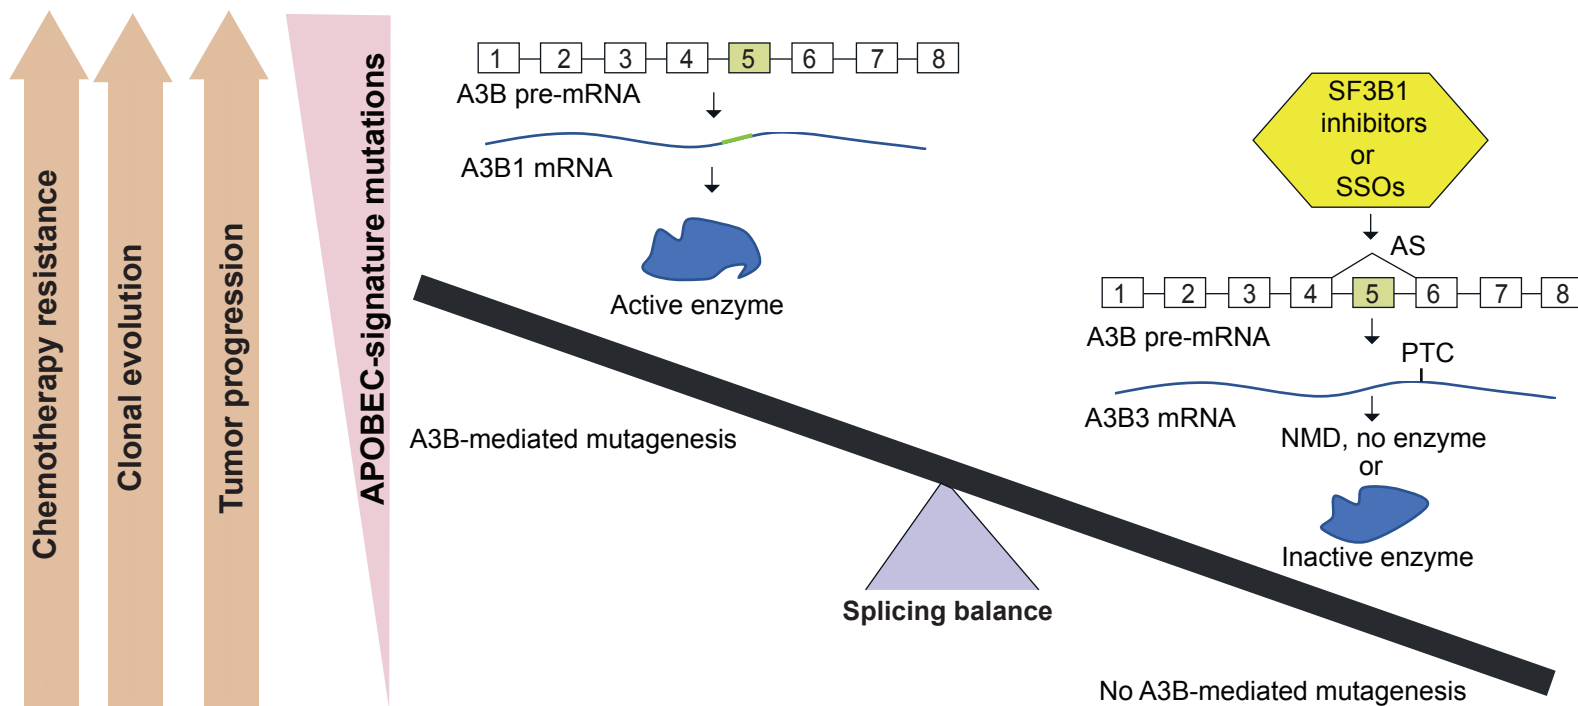 Chemotherapy resistance
Clonal evolution
Tumor progression
APOBEC-signature mutations
1 2 3 4 5 6 7 8
A3B pre-mRNA
A3B1 mRNA
Active enzyme
A3B-mediated mutagenesis
SF3B1
inhibitors
or
SSOs
AS
1 2 3 4 5 6 7 8
A3B pre-mRNA
PTC
A3B3 mRNA
NMD, no enzyme
or
Inactive enzyme
Splicing balance
No A3B-mediated mutagenesis